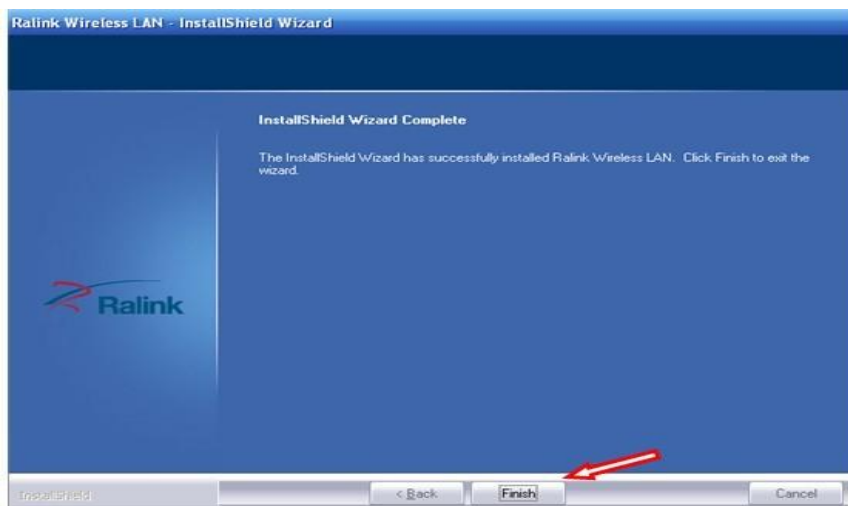 Ralink Wireless LAN - InstallShield Wizard
InstallShield Wizard Complete
The InstallShield Wizard has successfully installed Ralink Wireless LAN. Click Finish to exit the
wizard.
Ralink
InstallShield
< Back
Finish
Cancel